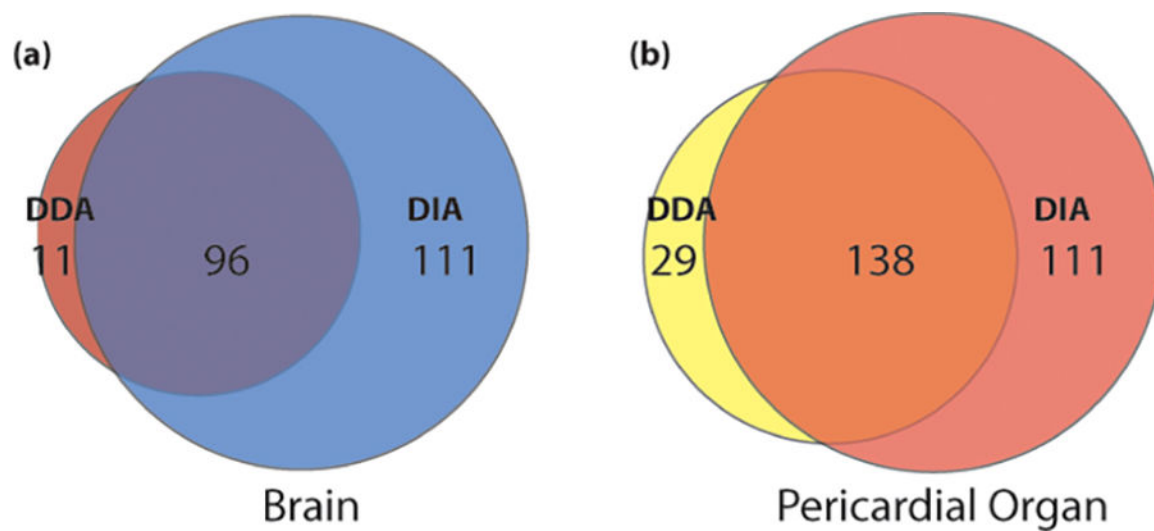 (a)
DDA
11
96
DIA
111
Brain
(b)
DDA
29
138
DIA
111
Pericardial Organ